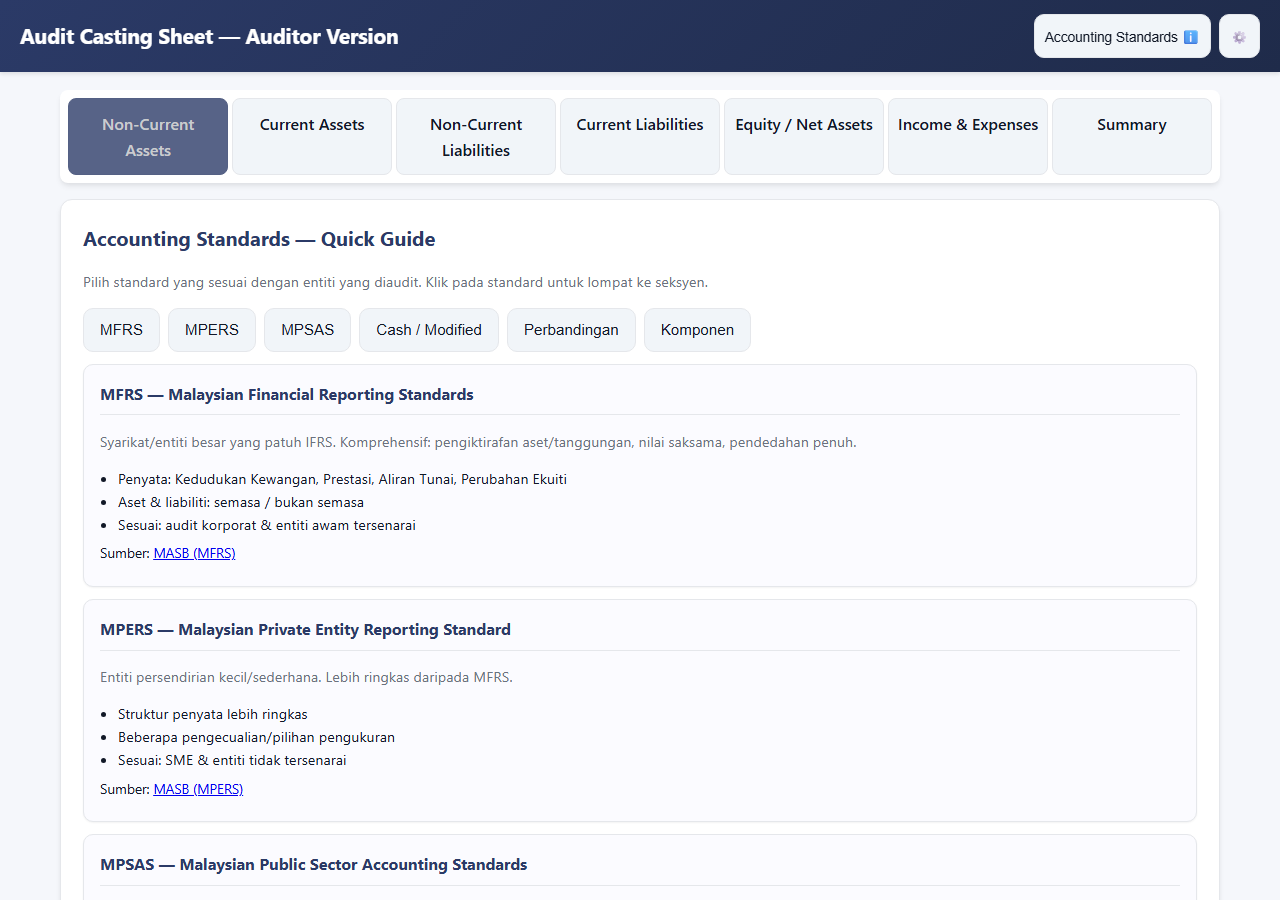 Audit Casting Sheet — Auditor Version
Accounting Standards ℹ️
Non-Current
Assets
Current Assets
Non-Current
Liabilities
Current Liabilities
Equity / Net Assets
Income & Expenses
Summary
Accounting Standards — Quick Guide
Pilih standard yang sesuai dengan entiti yang diaudit. Klik pada standard untuk lompat ke seksyen.
MFRS
MPERS
MPSAS
Cash / Modified
Perbandingan
Komponen
MFRS — Malaysian Financial Reporting Standards
Syarikat/entiti besar yang patuh IFRS. Komprehensif: pengiktirafan aset/tanggungan, nilai saksama, pendedahan penuh.
• Penyata: Kedudukan Kewangan, Prestasi, Aliran Tunai, Perubahan Ekuiti
• Aset & liabiliti: semasa / bukan semasa
• Sesuai: audit korporat & entiti awam tersenarai
Sumber: MASB (MFRS)
MPERS — Malaysian Private Entity Reporting Standard
Entiti persendirian kecil/sederhana. Lebih ringkas daripada MFRS.
• Struktur penyata lebih ringkas
• Beberapa pengecualian/pilihan pengukuran
• Sesuai: SME & entiti tidak tersenarai
Sumber: MASB (MPERS)
MPSAS — Malaysian Public Sector Accounting Standards